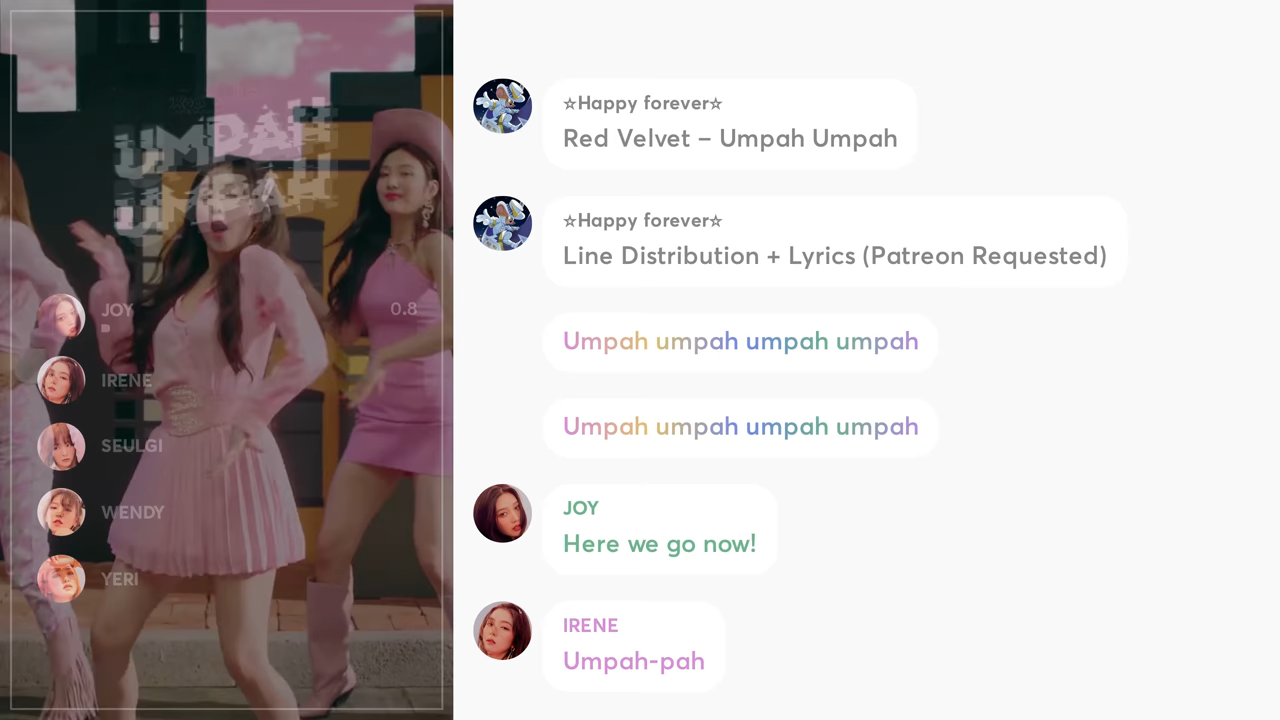 UMPAH
UMPAH
JOY
0.8
IRENE
SEULGI
WENDY
YERI
☆Happy forever☆
Red Velvet – Umpah Umpah
☆Happy forever☆
Line Distribution + Lyrics (Patreon Requested)
Umpah umpah umpah umpah
Umpah umpah umpah umpah
JOY
Here we go now!
IRENE
Umpah-pah